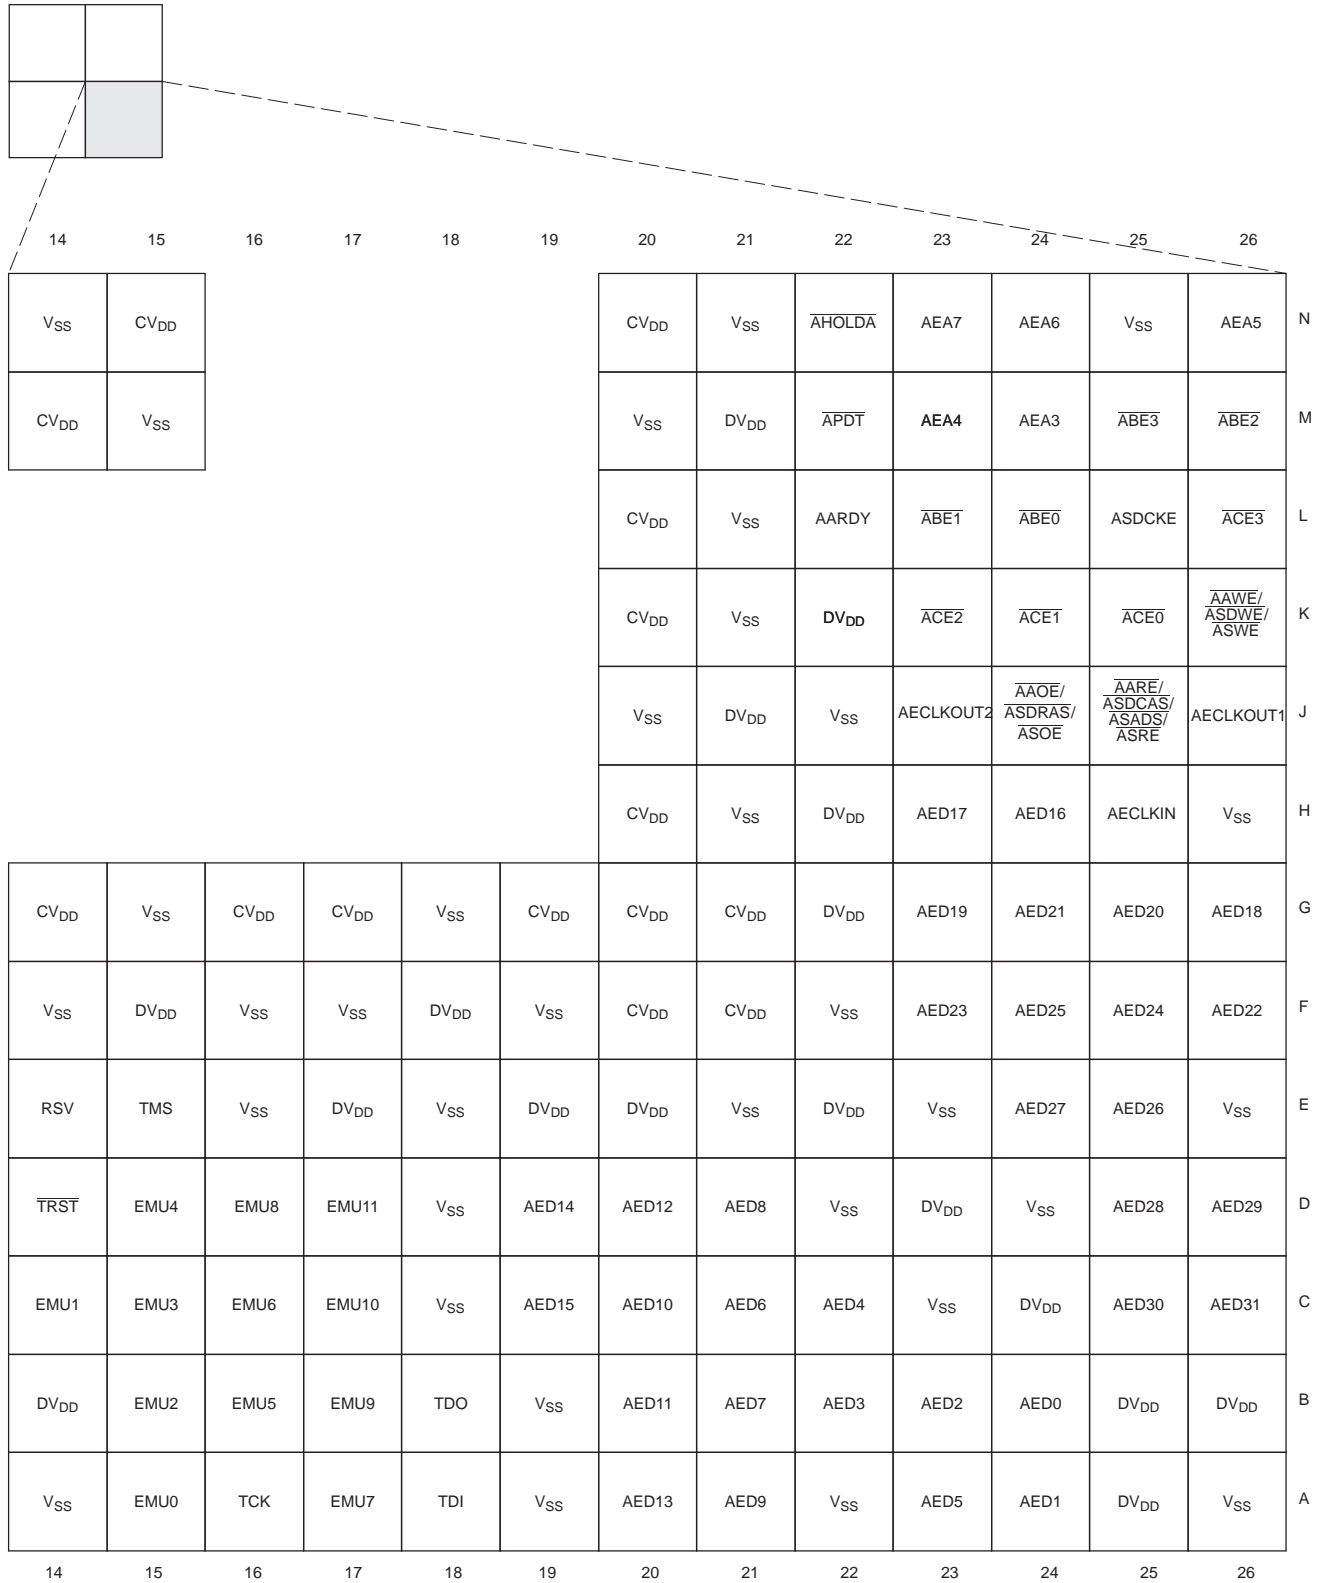 14 15 16 17 18 19 20 21 22 23 24 25 26
VSS CVDD CVDD VSS AHOLDA AEA7 AEA6 VSS AEA5 N
CVDD VSS VSS DVDD APDT AEA4 AEA3 ABE3 ABE2 M
CVDD VSS AARDY ABE1 ABE0 ASDCKE ACE3 L
CVDD VSS DVDD ACE2 ACE1 ACE0 AAWE/ ASDWE/ ASWE K
VSS DVDD VSS AECLKOUT2 AAOE/ ASDRAS/ ASOE AARE/ ASDCAS/ ASADS/ ASRE AECLKOUT1 J
CVDD VSS DVDD AED17 AED16 AECLKIN VSS H
CVDD VSS CVDD CVDD VSS CVDD CVDD CVDD DVDD AED19 AED21 AED20 AED18 G
VSS DVDD VSS VSS DVDD VSS CVDD CVDD VSS AED23 AED25 AED24 AED22 F
RSV TMS VSS DVDD VSS DVDD DVDD VSS DVDD VSS AED27 AED26 VSS E
TRST EMU4 EMU8 EMU11 VSS AED14 AED12 AED8 VSS DVDD VSS AED28 AED29 D
EMU1 EMU3 EMU6 EMU10 VSS AED15 AED10 AED6 AED4 VSS DVDD AED30 AED31 C
DVDD EMU2 EMU5 EMU9 TDO VSS AED11 AED7 AED3 AED2 AED0 DVDD DVDD B
VSS EMU0 TCK EMU7 TDI VSS AED13 AED9 VSS AED5 AED1 DVDD VSS A
14 15 16 17 18 19 20 21 22 23 24 25 26